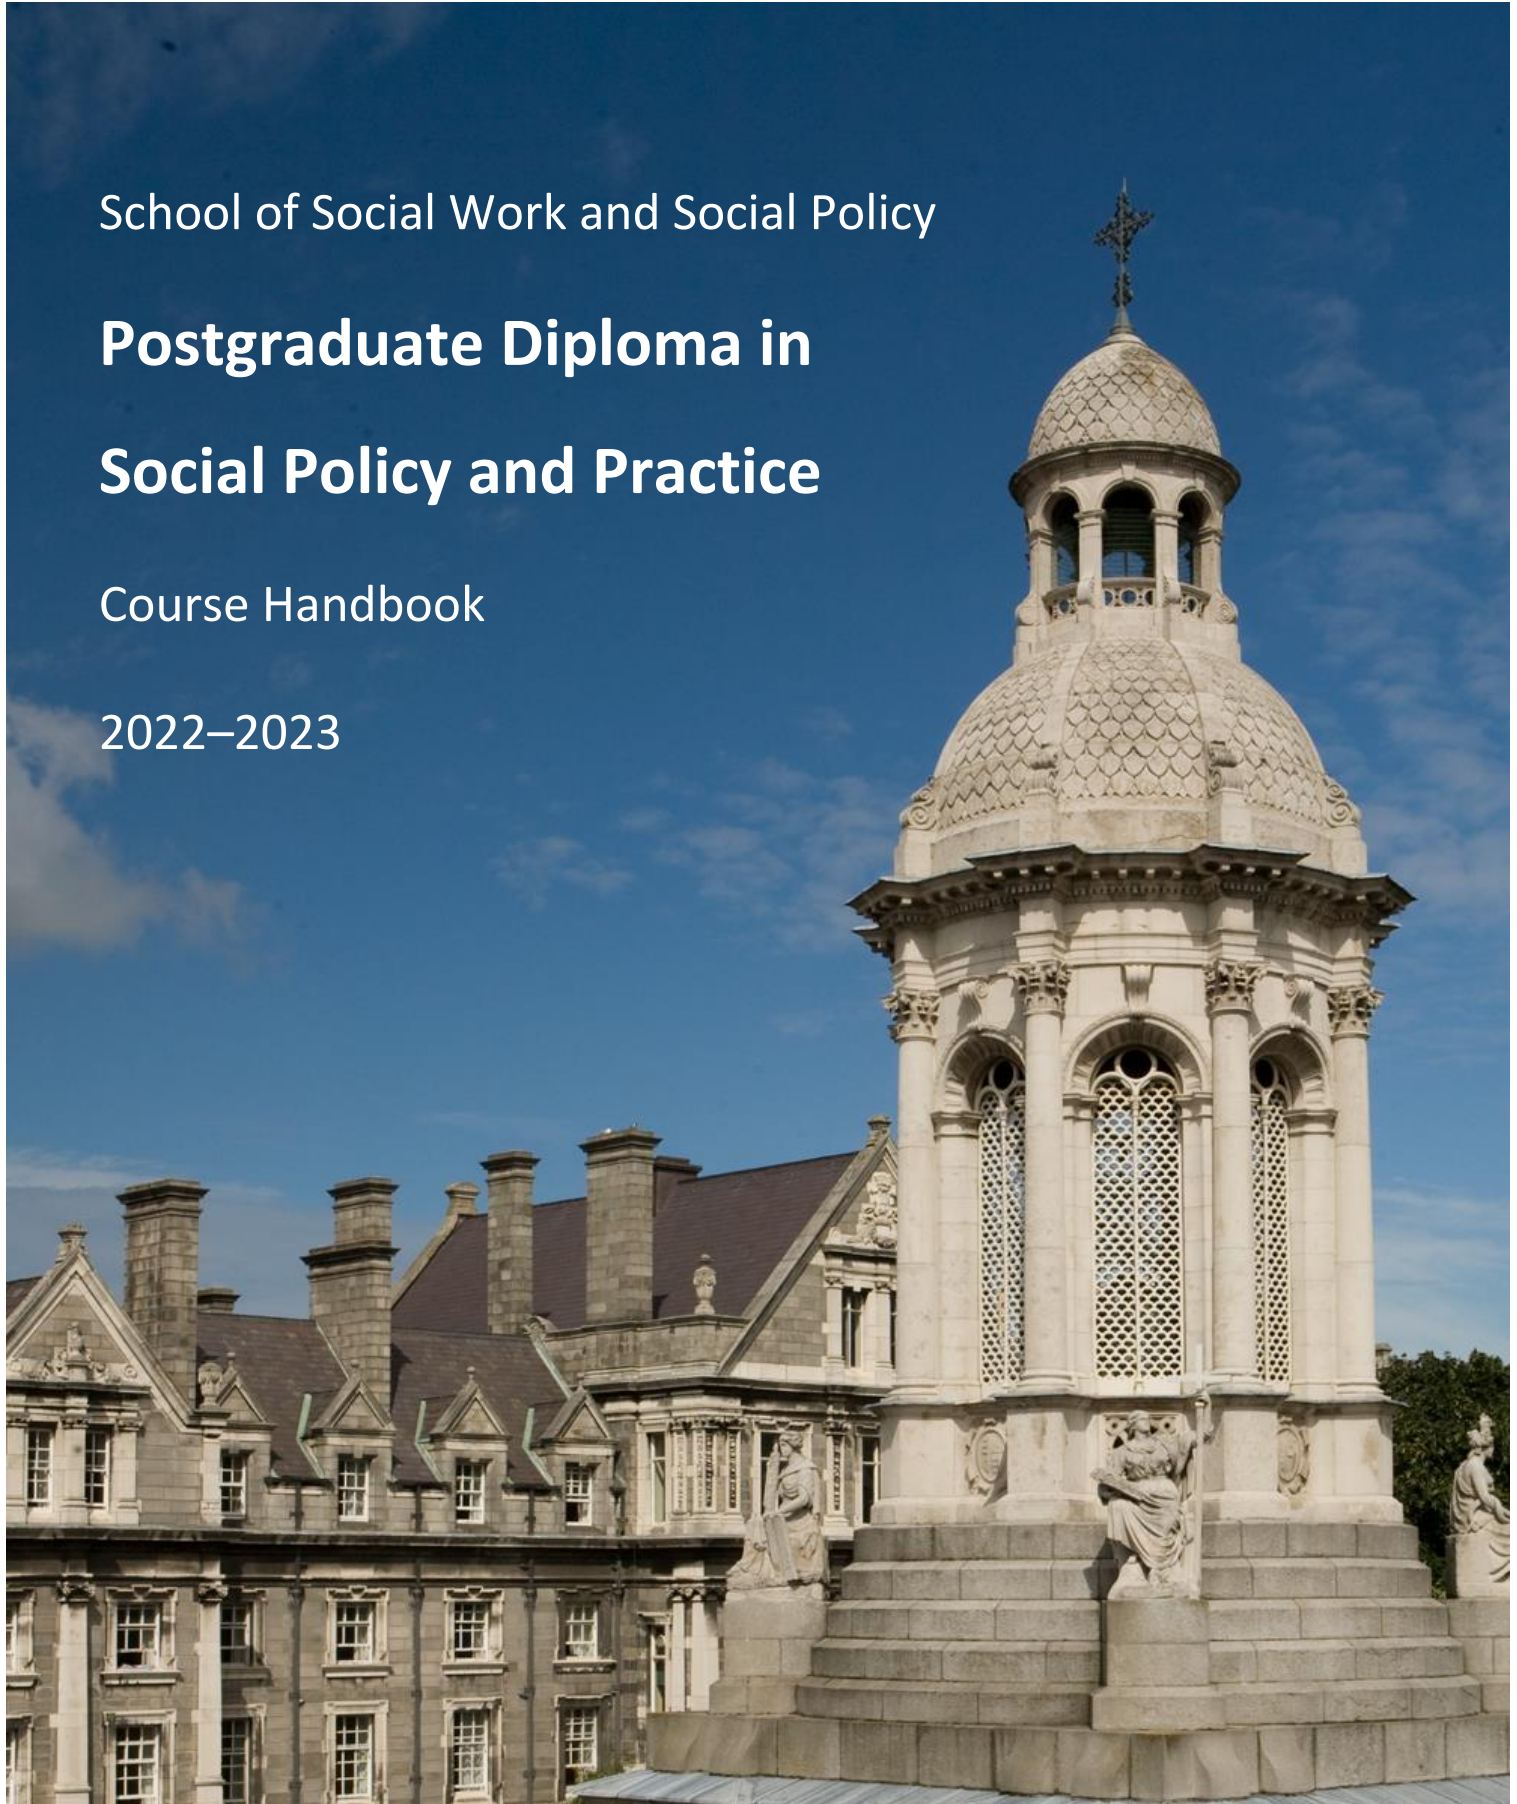 School of Social Work and Social Policy
Postgraduate Diploma in
Social Policy and Practice
Course Handbook
2022–2023